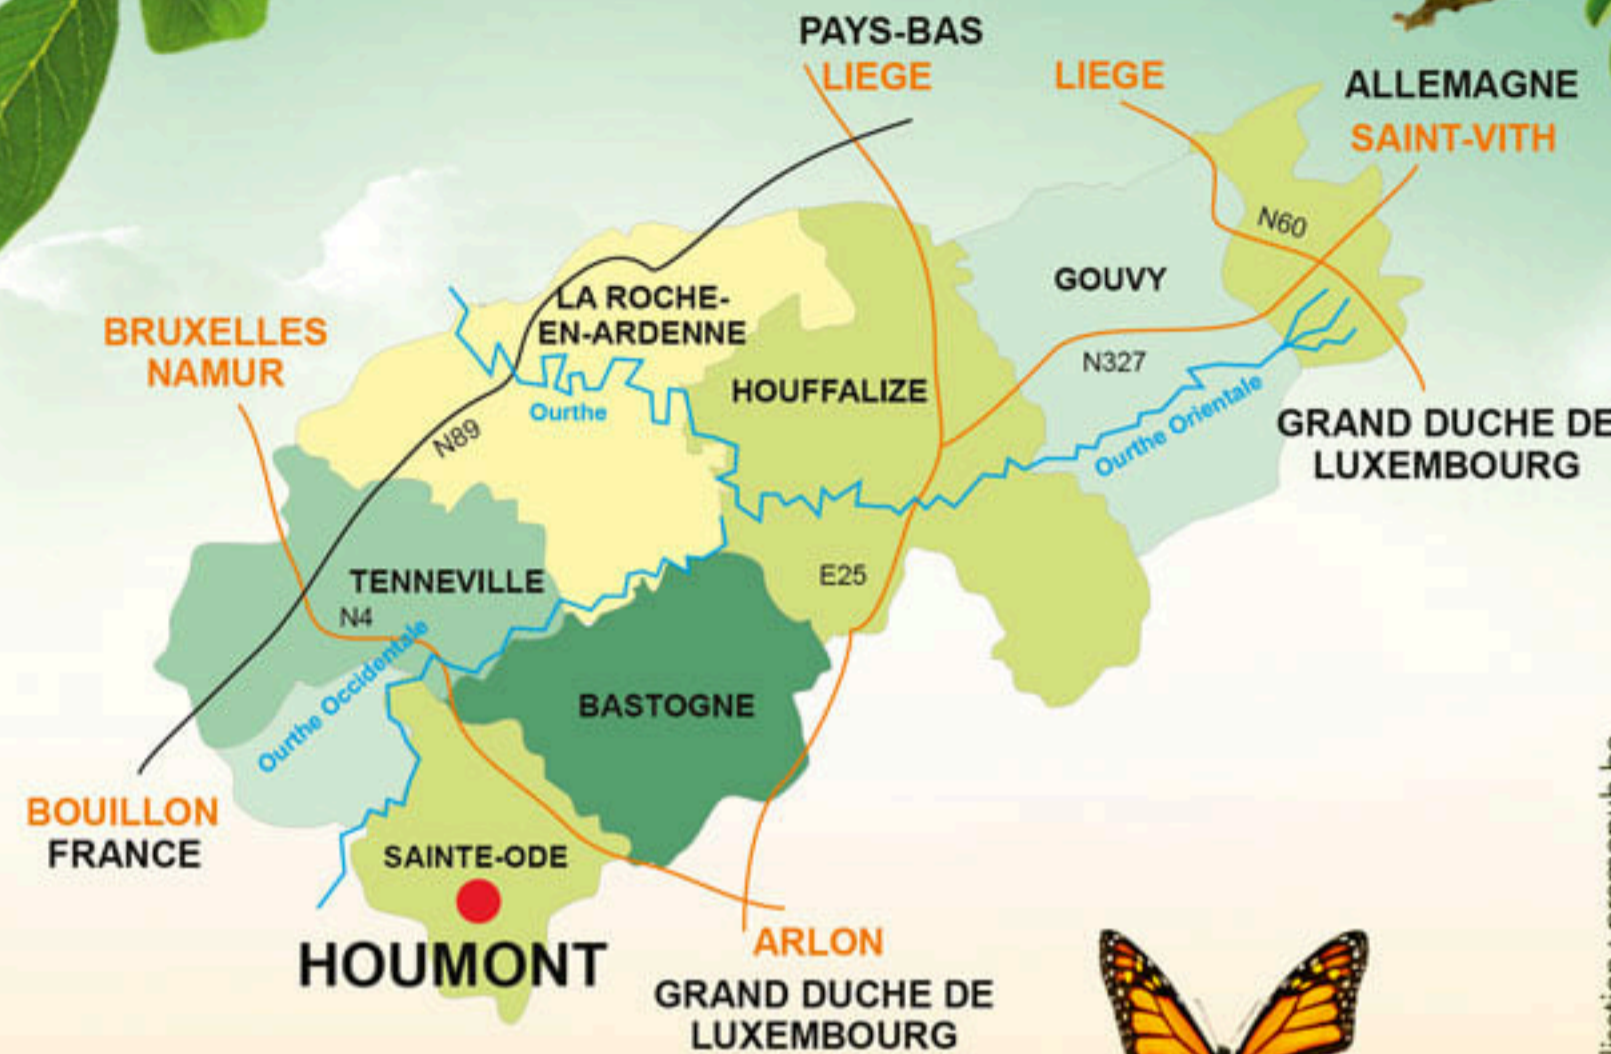 PAYS-BAS
LIEGE
LIEGE
ALLEMAGNE
SAINT-VITH
N60
GOUVY
LA ROCHE-
EN-ARDENNE
BRUXELLES
NAMUR
HOUFFALIZE
N327
Ourthe
Ourthe Orientale
N89
GRAND DUCHE DE
LUXEMBOURG
TENNEVILLE
E25
N4
Ourthe Occidentale
BASTOGNE
BOUILLON
FRANCE
SAINTE-ODE
HOUMONT
ARLON
GRAND DUCHE DE
LUXEMBOURG